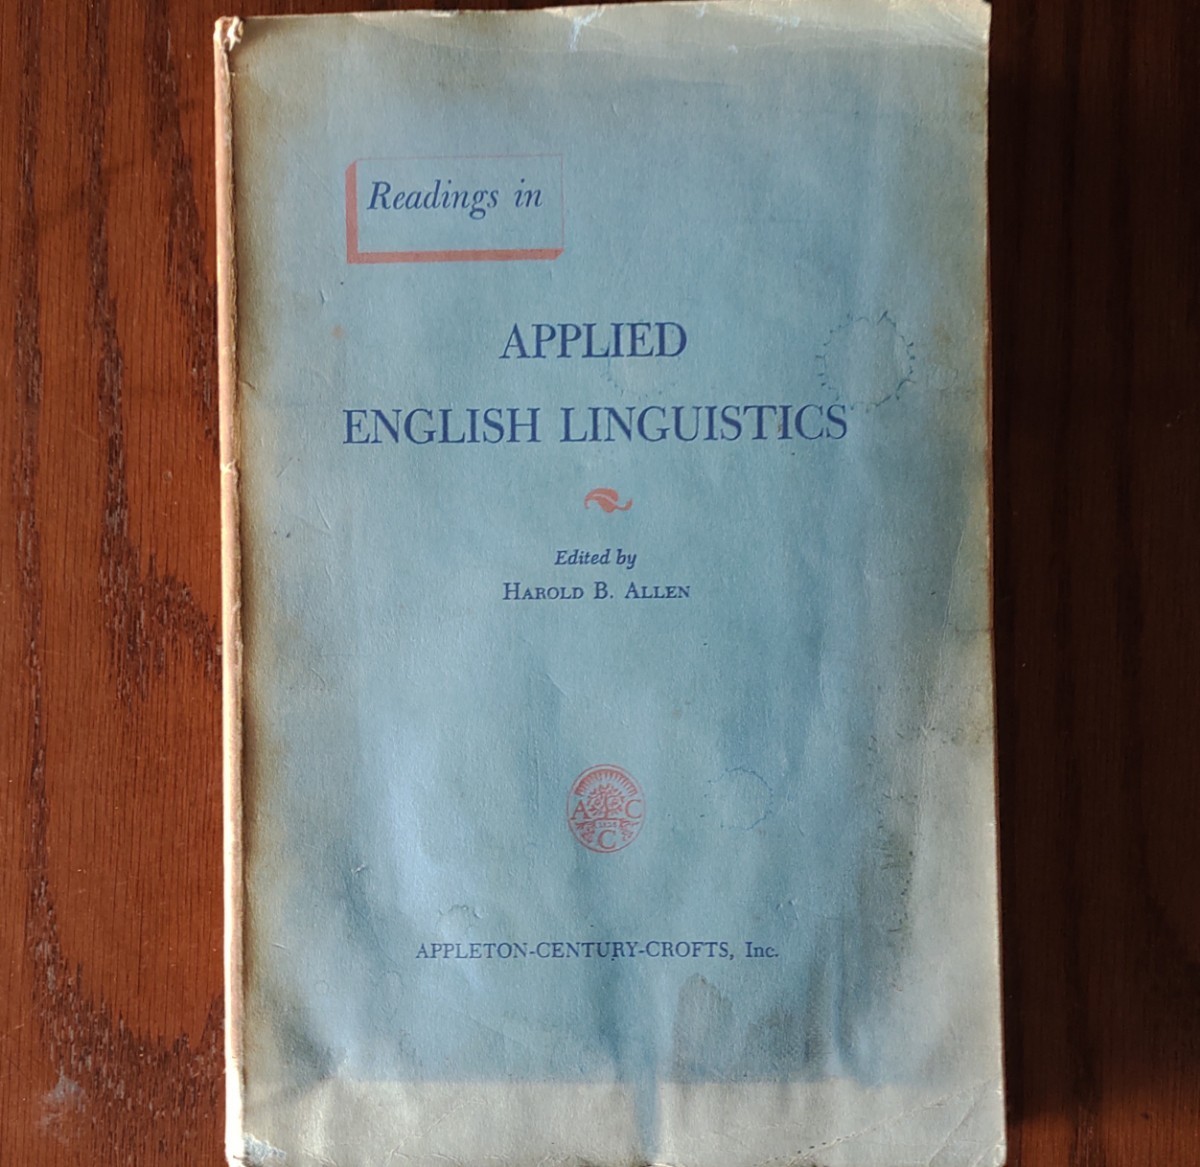 Readings in
APPLIED
ENGLISH LINGUISTICS
Edited by
HAROLD B. ALLEN
A C
C
APPLETON-CENTURY-CROFTS, Inc.